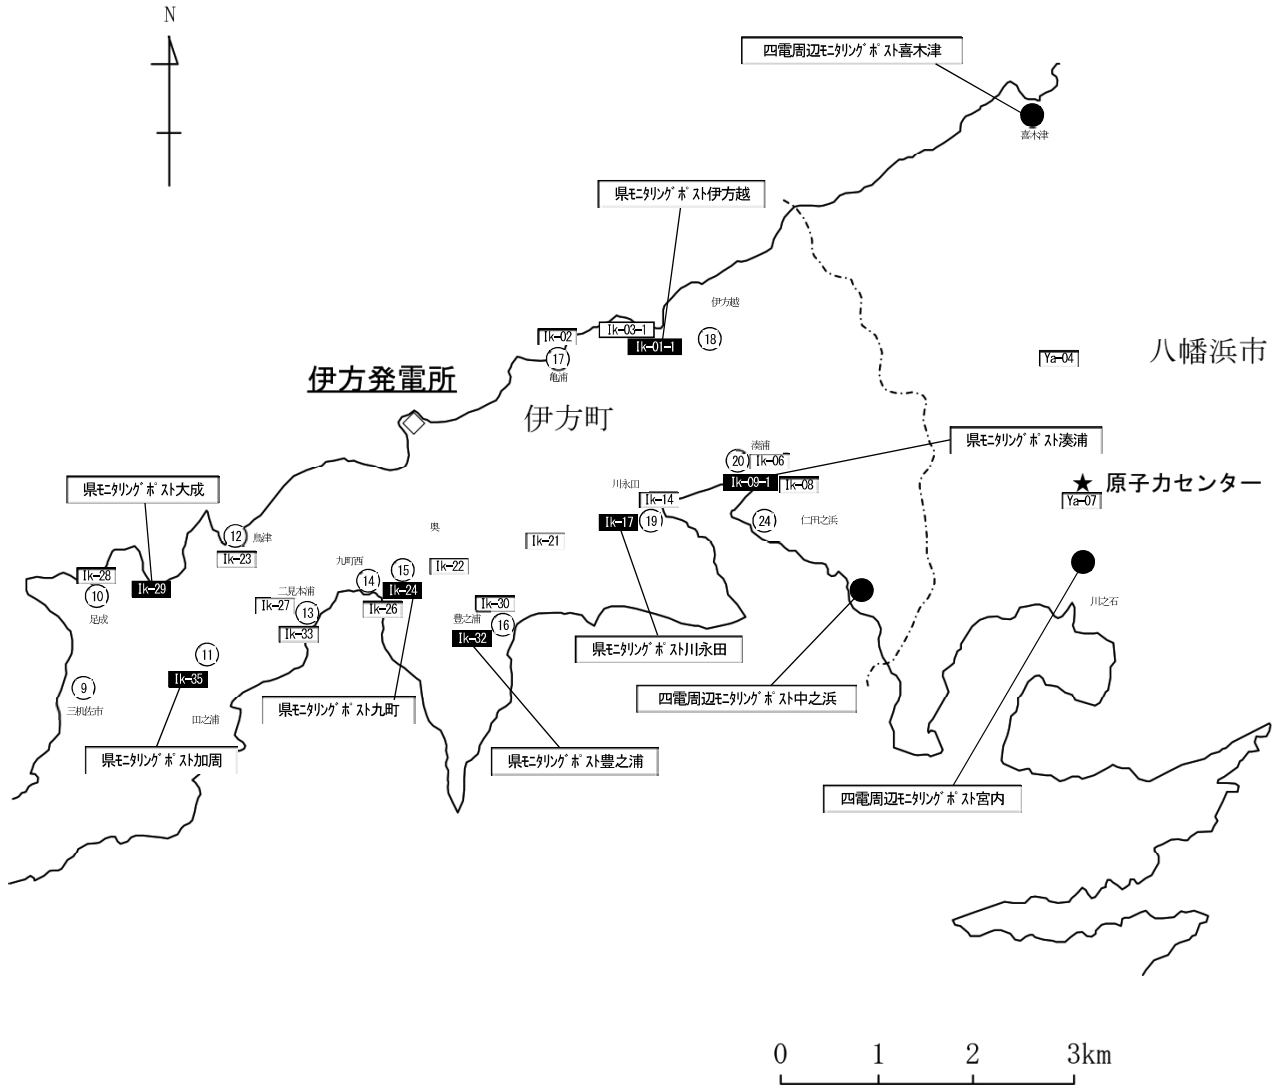 N
四電周辺ﾓﾆﾀﾘﾝｸﾞﾎﾟｽﾄ喜木津
喜木津
県ﾓﾆﾀﾘﾝｸﾞﾎﾟｽﾄ伊方越
伊方越
Ik-02
Ik-03-1
Ik-01-1
⑱
⑰
亀浦
Ya-04
八幡浜市
伊方発電所
伊方町
県ﾓﾆﾀﾘﾝｸﾞﾎﾟｽﾄ湊浦
湊浦
⑳
Ik-06
Ik-09-1
Ik-08
県ﾓﾆﾀﾘﾝｸﾞﾎﾟｽﾄ大成
川永田
Ik-14
★原子力センター
Ya-07
Ik-17
⑲
㉔
仁田之浜
奥
⑫
鳥津
Ik-21
Ik-23
九町西
⑮
Ik-22
Ik-28
Ik-29
⑭
Ik-24
⑩
足成
二見本浦
Ik-27
⑬
Ik-26
Ik-30
川之石
豊之浦
⑯
Ik-33
Ik-32
県ﾓﾆﾀﾘﾝｸﾞﾎﾟｽﾄ川永田
⑪
Ik-35
⑨
三机佐市
田之浦
県ﾓﾆﾀﾘﾝｸﾞﾎﾟｽﾄ九町
四電周辺ﾓﾆﾀﾘﾝｸﾞﾎﾟｽﾄ中之浜
県ﾓﾆﾀﾘﾝｸﾞﾎﾟｽﾄ加周
県ﾓﾆﾀﾘﾝｸﾞﾎﾟｽﾄ豊之浦
四電周辺ﾓﾆﾀﾘﾝｸﾞﾎﾟｽﾄ宮内
0 1 2 3km